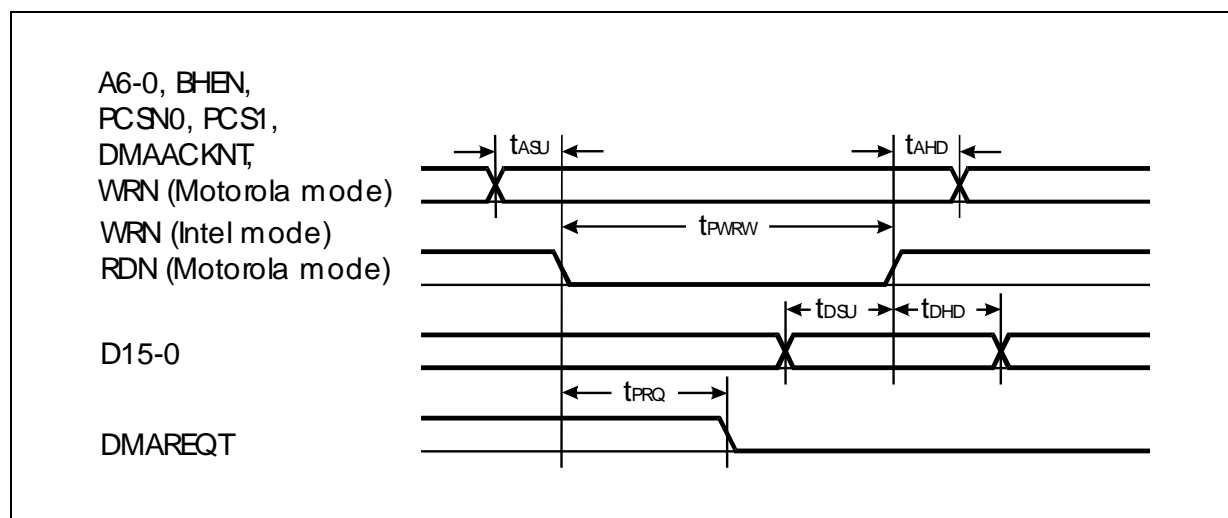 A6-0, BHEN,
PCSN0, PCS1,
DMAACKNT,
WRN (Motorola mode)
tASU
tAHD
WRN (Intel mode)
RDN (Motorola mode)
tPWRW
tDSU
tDHD
D15-0
tPRQ
DMAREQT